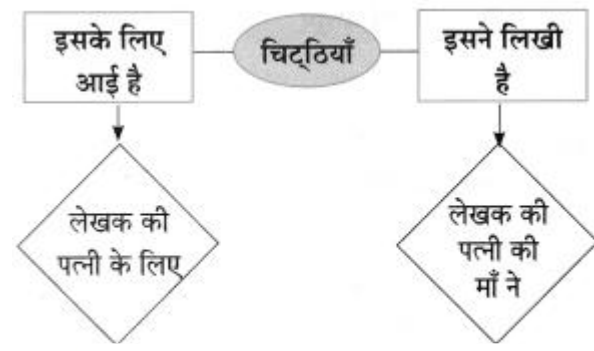 इसके लिए
आई है
चिट्ठियाँ
इसने लिखी
है
लेखक की
पत्नी के लिए
लेखक की
पत्नी की
माँ ने